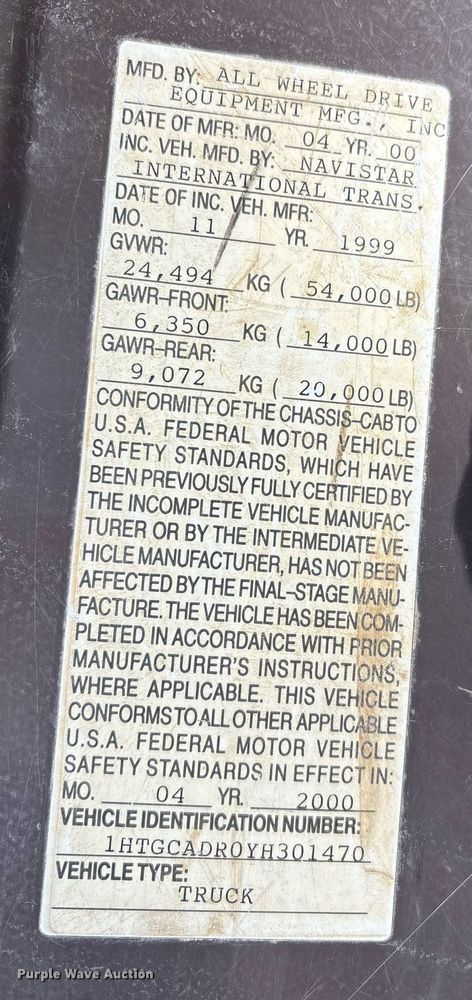 MFD. BY: ALL WHEEL DRIVE
EQUIPMENT MFG., INC
DATE OF MFR: MO. 04 YR. 00
INC. VEH. MFD. BY: NAVISTAR
INTERNATIONAL TRANS.
DATE OF INC. VEH. MFR:
MO. 11 YR. 1999
GVWR:
24,494 KG ( 54,000 LB)
GAWR-FRONT:
6,350 KG ( 14,000 LB)
GAWR-REAR:
9,072 KG ( 20,000 LB)
CONFORMITY OF THE CHASSIS-CAB TO
U.S.A. FEDERAL MOTOR VEHICLE
SAFETY STANDARDS, WHICH HAVE
BEEN PREVIOUSLY FULLY CERTIFIED BY
THE INCOMPLETE VEHICLE MANUFAC-
TURER OR BY THE INTERMEDIATE VE-
HICLE MANUFACTURER, HAS NOT BEEN
AFFECTED BY THE FINAL-STAGE MANU-
FACTURE. THE VEHICLE HAS BEEN COM-
PLETED IN ACCORDANCE WITH PRIOR
MANUFACTURER'S INSTRUCTIONS,
WHERE APPLICABLE. THIS VEHICLE
CONFORMS TO ALL OTHER APPLICABLE
U.S.A. FEDERAL MOTOR VEHICLE
SAFETY STANDARDS IN EFFECT IN:
MO. 04 YR. 2000
VEHICLE IDENTIFICATION NUMBER:
1HTGCADR0YH301470
VEHICLE TYPE:
TRUCK
Purple Wave Auction